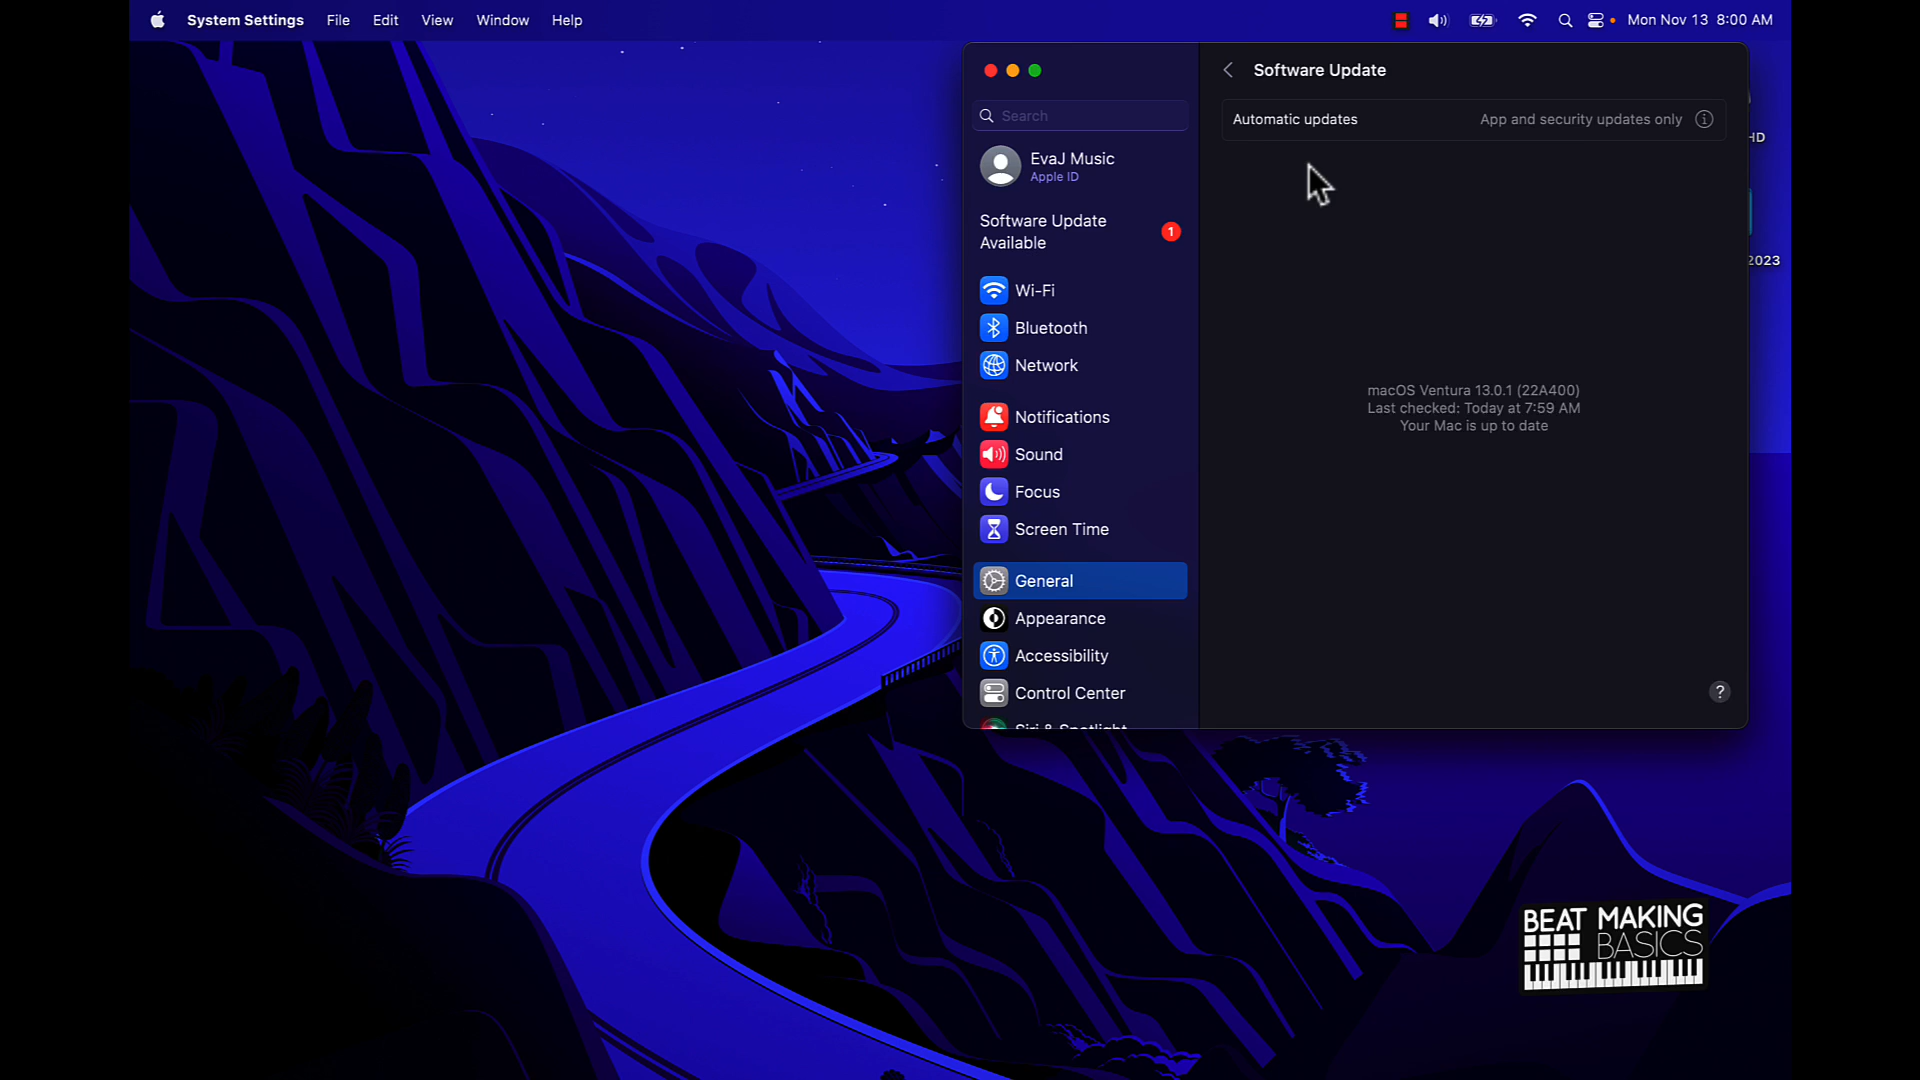 System Settings File Edit View Window Help Mon Nov 13 8:00 AM
Software Update
Search
Automatic updates App and security updates only
HD
EvaJ Music
Apple ID
Software Update
Available
1
2023
Wi-Fi
Bluetooth
Network
macOS Ventura 13.0.1 (22A400)
Last checked: Today at 7:59 AM
Your Mac is up to date
Notifications
Sound
Focus
Screen Time
General
Appearance
Accessibility
Control Center
?
Siri & Spotlight
BEAT MAKING
BASICS